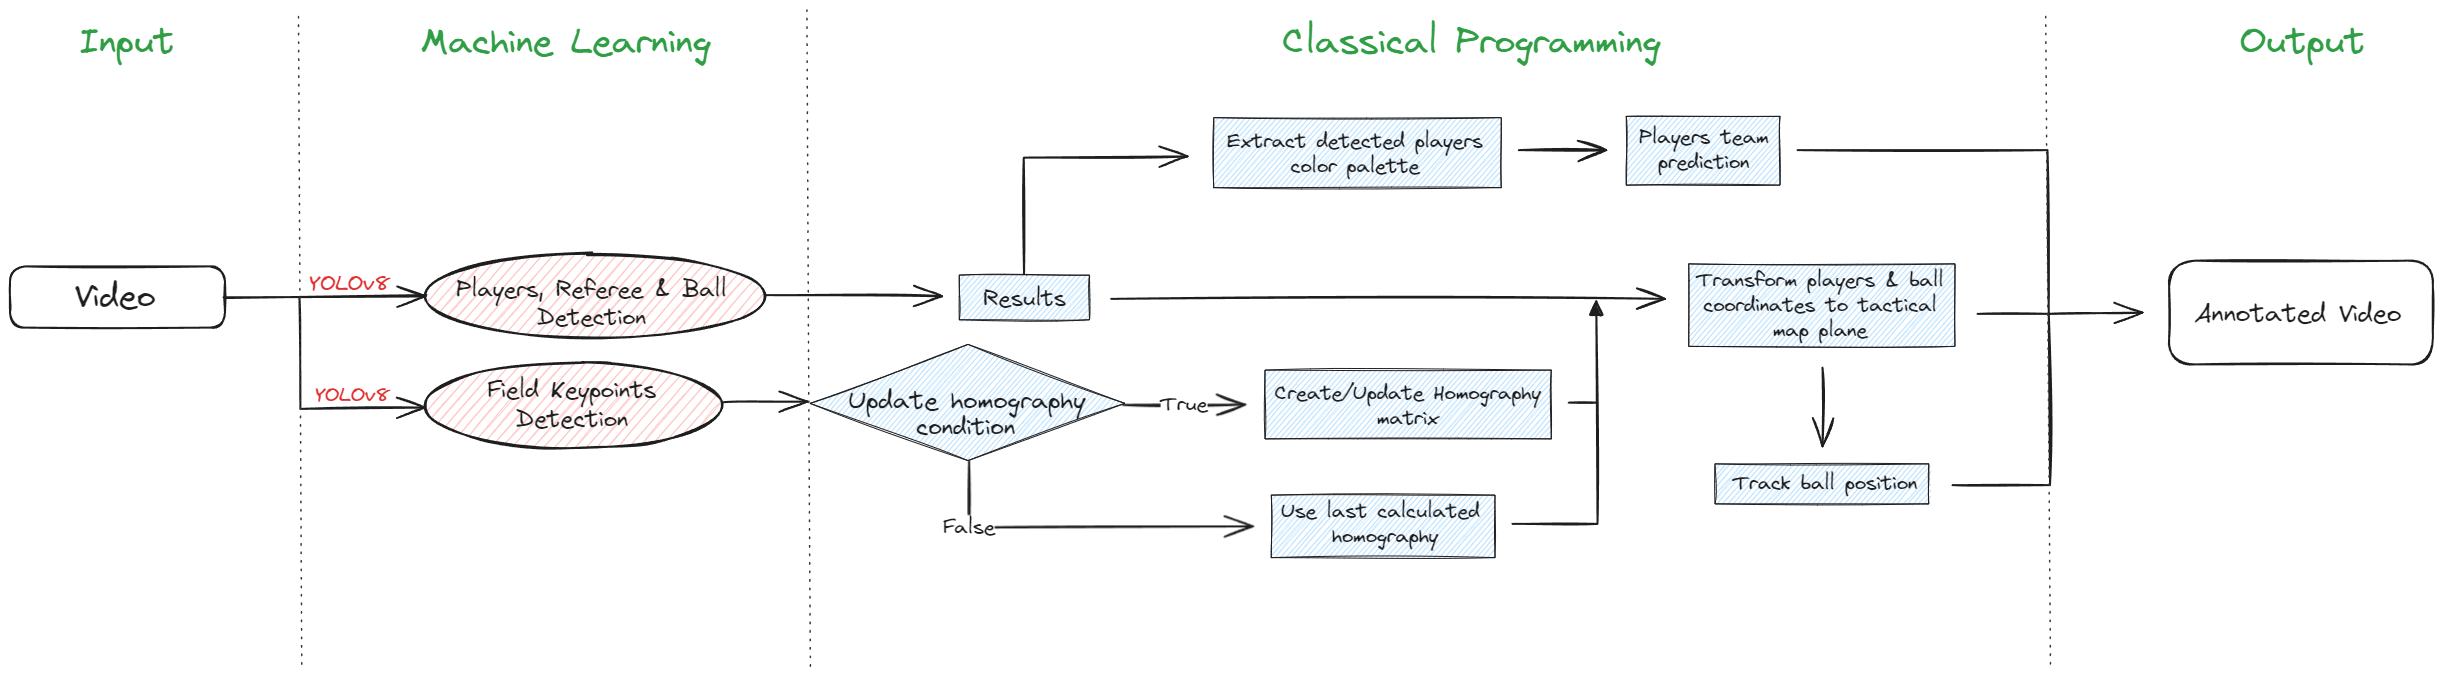 Input
Machine Learning
Classical Programming
Output
Extract detected players
color palette
Players team
prediction
Video
YOLOv8
Players, Referee & Ball
Detection
Results
Transform players & ball
coordinates to tactical
map plane
Annotated Video
YOLOv8
Field Keypoints
Detection
Update homography
condition
True
Create/Update Homography
matrix
Track ball position
False
Use last calculated
homography